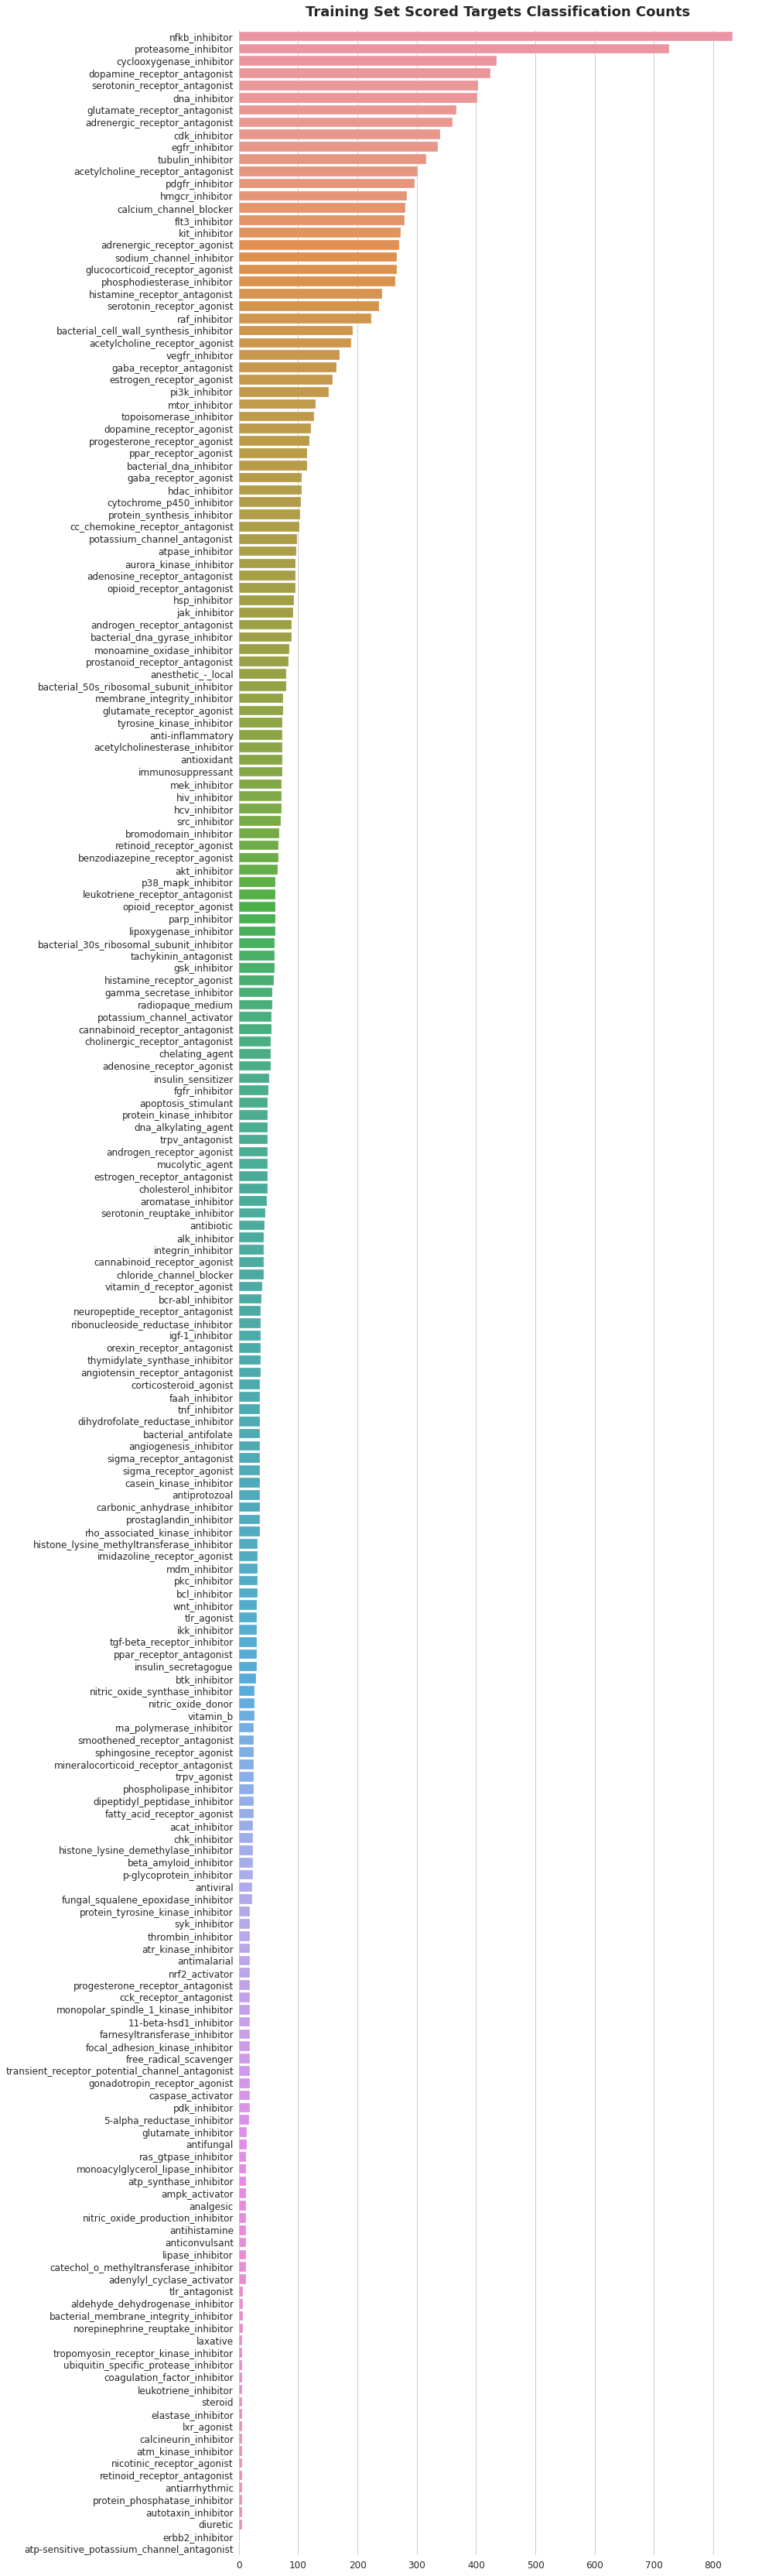 Training Set Scored Targets Classification Counts
nfkb_inhibitor
proteasome_inhibitor
cyclooxygenase_inhibitor
dopamine_receptor_antagonist
serotonin_receptor_antagonist
dna_inhibitor
glutamate_receptor_antagonist
adrenergic_receptor_antagonist
cdk_inhibitor
egfr_inhibitor
tubulin_inhibitor
acetylcholine_receptor_antagonist
pdgfr_inhibitor
hmgcr_inhibitor
calcium_channel_blocker
flt3_inhibitor
kit_inhibitor
adrenergic_receptor_agonist
sodium_channel_inhibitor
glucocorticoid_receptor_agonist
phosphodiesterase_inhibitor
histamine_receptor_antagonist
serotonin_receptor_agonist
raf_inhibitor
bacterial_cell_wall_synthesis_inhibitor
acetylcholine_receptor_agonist
vegfr_inhibitor
gaba_receptor_antagonist
estrogen_receptor_agonist
pi3k_inhibitor
mtor_inhibitor
topoisomerase_inhibitor
dopamine_receptor_agonist
progesterone_receptor_agonist
ppar_receptor_agonist
bacterial_dna_inhibitor
gaba_receptor_agonist
hdac_inhibitor
cytochrome_p450_inhibitor
protein_synthesis_inhibitor
cc_chemokine_receptor_antagonist
potassium_channel_antagonist
atpase_inhibitor
aurora_kinase_inhibitor
adenosine_receptor_antagonist
opioid_receptor_antagonist
hsp_inhibitor
jak_inhibitor
androgen_receptor_antagonist
bacterial_dna_gyrase_inhibitor
monoamine_oxidase_inhibitor
prostanoid_receptor_antagonist
anesthetic_-_local
bacterial_50s_ribosomal_subunit_inhibitor
membrane_integrity_inhibitor
glutamate_receptor_agonist
tyrosine_kinase_inhibitor
anti-inflammatory
acetylcholinesterase_inhibitor
antioxidant
immunosuppressant
mek_inhibitor
hiv_inhibitor
hcv_inhibitor
src_inhibitor
bromodomain_inhibitor
retinoid_receptor_agonist
benzodiazepine_receptor_agonist
akt_inhibitor
p38_mapk_inhibitor
leukotriene_receptor_antagonist
opioid_receptor_agonist
parp_inhibitor
lipoxygenase_inhibitor
bacterial_30s_ribosomal_subunit_inhibitor
tachykinin_antagonist
gsk_inhibitor
histamine_receptor_agonist
gamma_secretase_inhibitor
radiopaque_medium
potassium_channel_activator
cannabinoid_receptor_antagonist
cholinergic_receptor_antagonist
chelating_agent
adenosine_receptor_agonist
insulin_sensitizer
fgfr_inhibitor
apoptosis_stimulant
protein_kinase_inhibitor
dna_alkylating_agent
trpv_antagonist
androgen_receptor_agonist
mucolytic_agent
estrogen_receptor_antagonist
cholesterol_inhibitor
aromatase_inhibitor
serotonin_reuptake_inhibitor
antibiotic
alk_inhibitor
integrin_inhibitor
cannabinoid_receptor_agonist
chloride_channel_blocker
vitamin_d_receptor_agonist
bcr-abl_inhibitor
neuropeptide_receptor_antagonist
ribonucleoside_reductase_inhibitor
igf-1_inhibitor
orexin_receptor_antagonist
thymidylate_synthase_inhibitor
angiotensin_receptor_antagonist
corticosteroid_agonist
faah_inhibitor
tnf_inhibitor
dihydrofolate_reductase_inhibitor
bacterial_antifolate
angiogenesis_inhibitor
sigma_receptor_antagonist
sigma_receptor_agonist
casein_kinase_inhibitor
antiprotozoal
carbonic_anhydrase_inhibitor
prostaglandin_inhibitor
rho_associated_kinase_inhibitor
histone_lysine_methyltransferase_inhibitor
imidazoline_receptor_agonist
mdm_inhibitor
pkc_inhibitor
bcl_inhibitor
wnt_inhibitor
tlr_agonist
ikk_inhibitor
tgf-beta_receptor_inhibitor
ppar_receptor_antagonist
insulin_secretagogue
btk_inhibitor
nitric_oxide_synthase_inhibitor
nitric_oxide_donor
vitamin_b
rna_polymerase_inhibitor
smoothened_receptor_antagonist
sphingosine_receptor_agonist
mineralocorticoid_receptor_antagonist
trpv_agonist
phospholipase_inhibitor
dipeptidyl_peptidase_inhibitor
fatty_acid_receptor_agonist
acat_inhibitor
chk_inhibitor
histone_lysine_demethylase_inhibitor
beta_amyloid_inhibitor
p-glycoprotein_inhibitor
antiviral
fungal_squalene_epoxidase_inhibitor
protein_tyrosine_kinase_inhibitor
syk_inhibitor
thrombin_inhibitor
atr_kinase_inhibitor
antimalarial
nrf2_activator
progesterone_receptor_antagonist
cck_receptor_antagonist
monopolar_spindle_1_kinase_inhibitor
11-beta-hsd1_inhibitor
farnesyltransferase_inhibitor
focal_adhesion_kinase_inhibitor
free_radical_scavenger
transient_receptor_potential_channel_antagonist
gonadotropin_receptor_agonist
caspase_activator
pdk_inhibitor
5-alpha_reductase_inhibitor
glutamate_inhibitor
antifungal
ras_gtpase_inhibitor
monoacylglycerol_lipase_inhibitor
atp_synthase_inhibitor
ampk_activator
analgesic
nitric_oxide_production_inhibitor
antihistamine
anticonvulsant
lipase_inhibitor
catechol_o_methyltransferase_inhibitor
adenylyl_cyclase_activator
tlr_antagonist
aldehyde_dehydrogenase_inhibitor
bacterial_membrane_integrity_inhibitor
norepinephrine_reuptake_inhibitor
laxative
tropomyosin_receptor_kinase_inhibitor
ubiquitin_specific_protease_inhibitor
coagulation_factor_inhibitor
leukotriene_inhibitor
steroid
elastase_inhibitor
lxr_agonist
calcineurin_inhibitor
atm_kinase_inhibitor
nicotinic_receptor_agonist
retinoid_receptor_antagonist
antiarrhythmic
protein_phosphatase_inhibitor
autotaxin_inhibitor
diuretic
erbb2_inhibitor
atp-sensitive_potassium_channel_antagonist
0 100 200 300 400 500 600 700 800